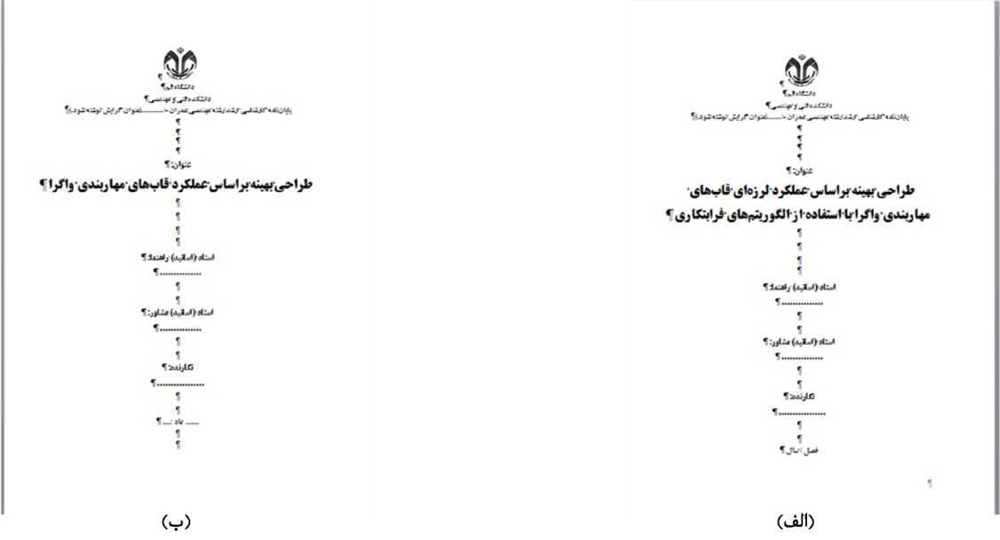 دانشگاه قم
دانشکده فنی و مهندسی
پایان‌نامه کارشناسی ارشد رشته مهندسی عمران -........(عنوان گرایش نوشته شود.)
عنوان:
طراحی بهینه براساس عملکرد لرزه‌ای قاب‌های
مهاربندی واگرا با استفاده از الگوریتم‌های فرابتکاری
استاد (اساتید) راهنما:
...............
استاد (اساتید) مشاور:
...............
نگارنده:
.................
فصل / سال
(الف)
دانشگاه قم
دانشکده فنی و مهندسی
پایان‌نامه کارشناسی ارشد رشته مهندسی عمران -........(عنوان گرایش نوشته شود.)
عنوان:
طراحی بهینه براساس عملکرد قاب‌های مهاربندی واگرا
استاد (اساتید) راهنما:
...............
استاد (اساتید) مشاور:
...............
نگارنده:
.................
...... ماه ....
(ب)